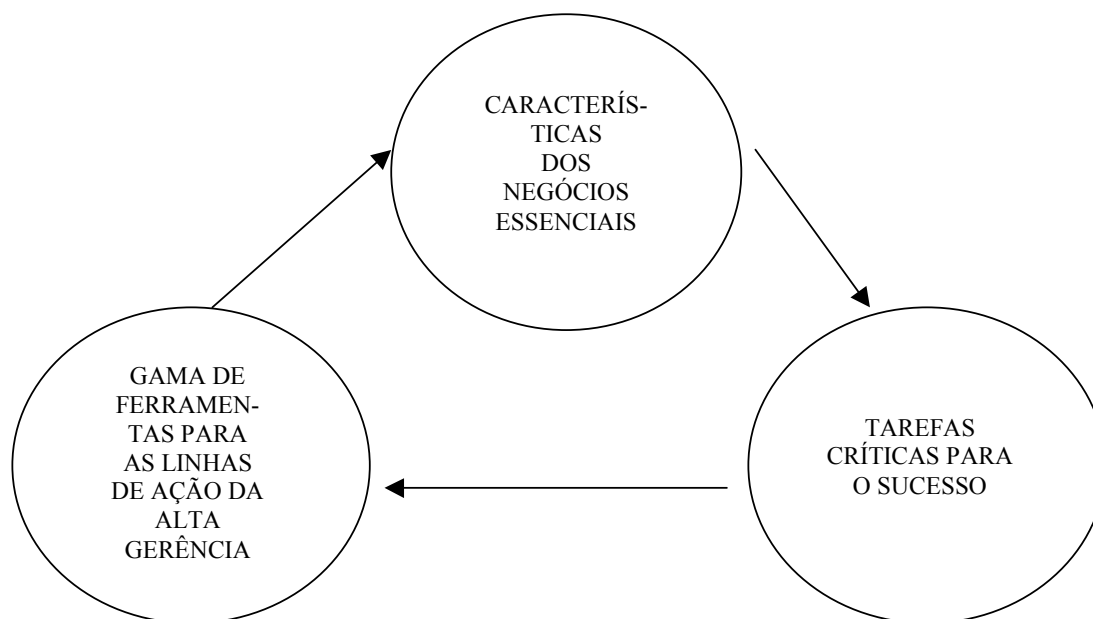 CARACTERÍS-
TICAS
DOS
NEGÓCIOS
ESSENCIAIS
GAMA DE
FERRAMEN-
TAS PARA
AS LINHAS
DE AÇÃO DA
ALTA
GERÊNCIA
TAREFAS
CRÍTICAS PARA
O SUCESSO